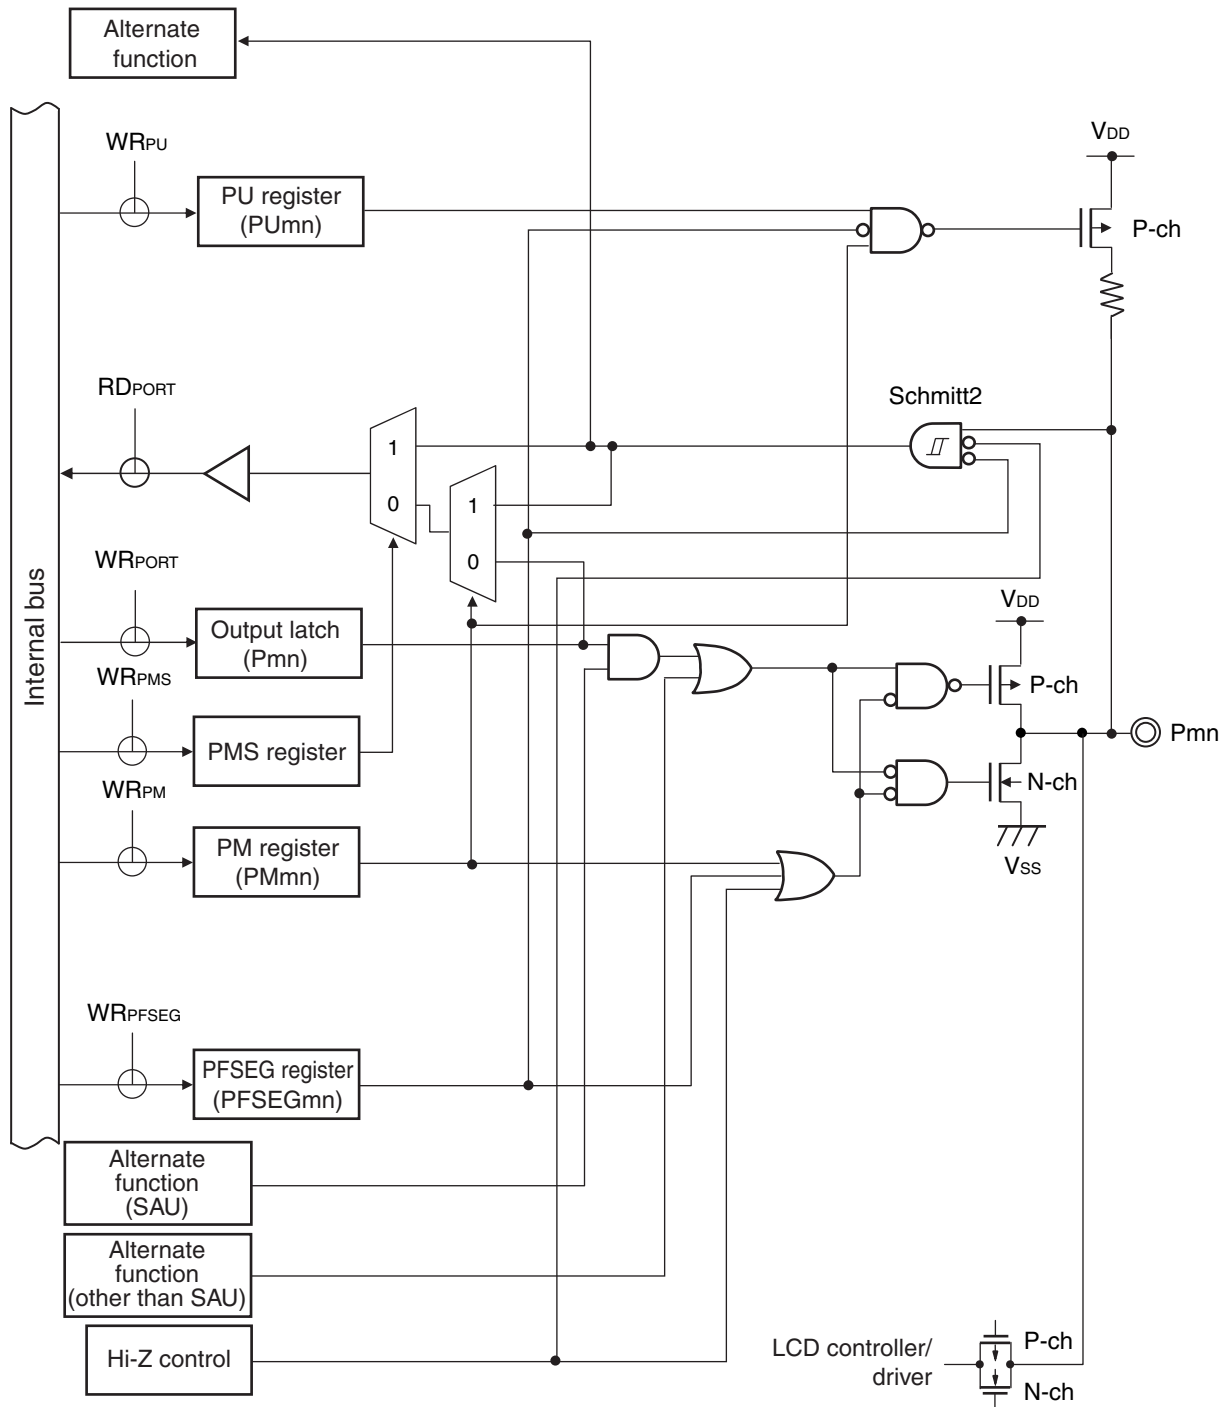 Alternate
function
WRPU
VDD
PU register
(PUmn)
P-ch
RDPORT
Schmitt2
1
0
1
0
WRPORT
Internal bus
VDD
Output latch
(Pmn)
WRPMS
P-ch
Pmn
PMS register
N-ch
WRPM
PM register
(PMmn)
VSS
WRPFSEG
PFSEG register
(PFSEGmn)
Alternate
function
(SAU)
Alternate
function
(other than SAU)
Hi-Z control
LCD controller/
driver
P-ch
N-ch